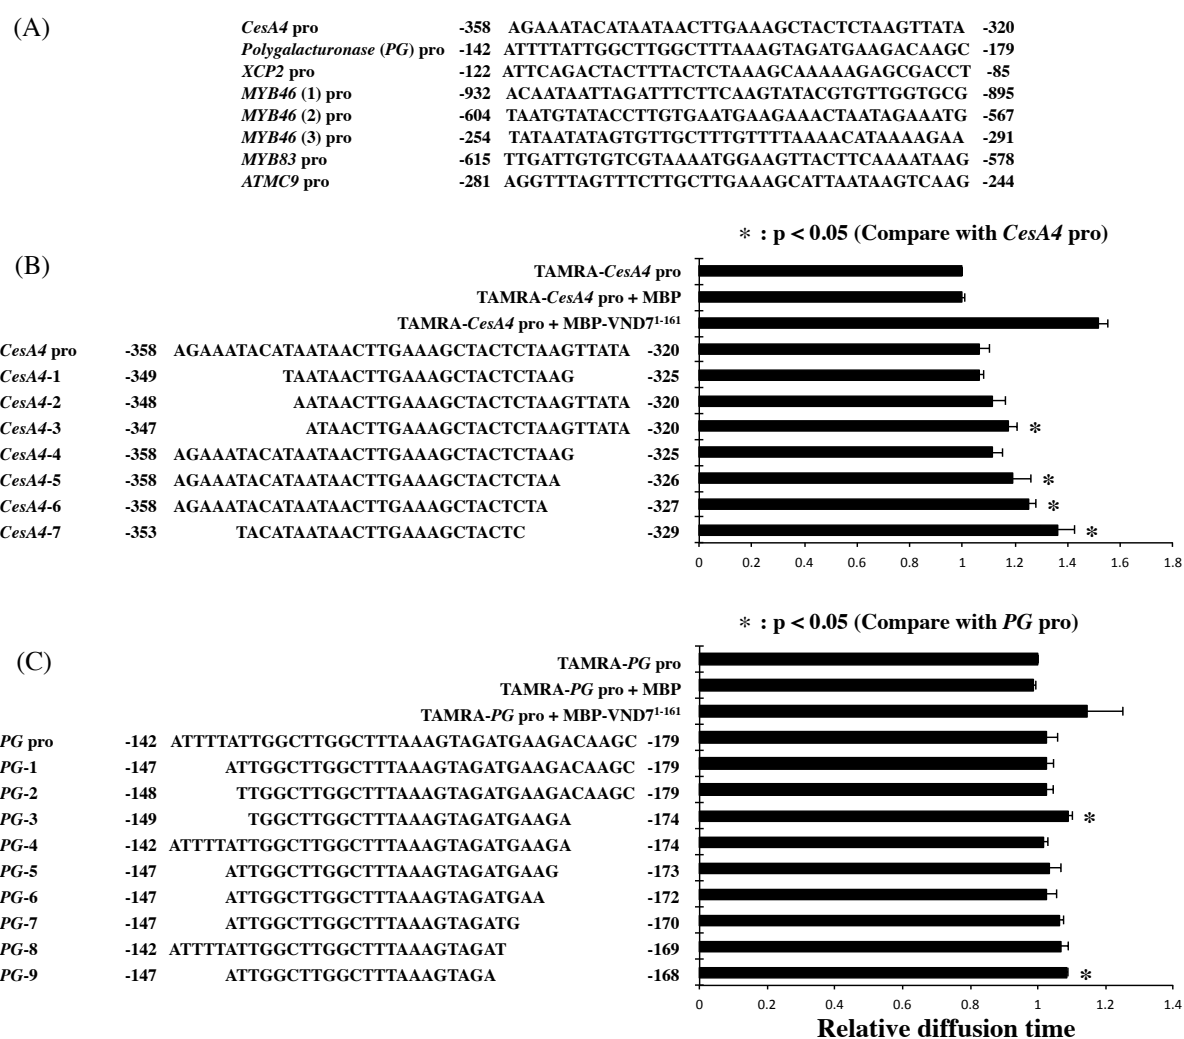 (A)
CesA4 pro -358 AGAAATACATAATAACTTGAAAGCTACTCTAAGTTATA -320
Polygalacturonase (PG) pro -142 ATTTTATTGGCTTGGCTTTAAAGTAGATGAAGACAAGC -179
XCP2 pro -122 ATTCAGACTACTTTACTCTAAAGCAAAAAGAGCGACCT -85
MYB46 (1) pro -932 ACAATAATTAGATTTCTTCAAGTATACGTGTTGGTGCG -895
MYB46 (2) pro -604 TAATGTATACCTTGTGAATGAAGAAACTAATAGAAATG -567
MYB46 (3) pro -254 TATAATATAGTGTTGCTTTGTTTTAAAACATAAAAGAA -291
MYB83 pro -615 TTGATTGTGTCGTAAAATGGAAGTTACTTCAAAATAAG -578
ATMC9 pro -281 AGGTTTAGTTTCTTGCTTGAAAGCATTAATAAGTCAAG -244
* : p < 0.05 (Compare with CesA4 pro)
(B)
TAMRA-CesA4 pro
TAMRA-CesA4 pro + MBP
TAMRA-CesA4 pro + MBP-VND7¹⁻¹⁶¹
CesA4 pro -358 AGAAATACATAATAACTTGAAAGCTACTCTAAGTTATA -320
CesA4-1 -349 TAATAACTTGAAAGCTACTCTAAG -325
CesA4-2 -348 AATAACTTGAAAGCTACTCTAAGTTATA -320
CesA4-3 -347 ATAACTTGAAAGCTACTCTAAGTTATA -320 *
CesA4-4 -358 AGAAATACATAATAACTTGAAAGCTACTCTAAG -325
CesA4-5 -358 AGAAATACATAATAACTTGAAAGCTACTCTAA -326 *
CesA4-6 -358 AGAAATACATAATAACTTGAAAGCTACTCTA -327 *
CesA4-7 -353 TACATAATAACTTGAAAGCTACTC -329 *
0 0.2 0.4 0.6 0.8 1 1.2 1.4 1.6 1.8
* : p < 0.05 (Compare with PG pro)
(C)
TAMRA-PG pro
TAMRA-PG pro + MBP
TAMRA-PG pro + MBP-VND7¹⁻¹⁶¹
PG pro -142 ATTTTATTGGCTTGGCTTTAAAGTAGATGAAGACAAGC -179
PG-1 -147 ATTGGCTTGGCTTTAAAGTAGATGAAGACAAGC -179
PG-2 -148 TTGGCTTGGCTTTAAAGTAGATGAAGACAAGC -179
PG-3 -149 TGGCTTGGCTTTAAAGTAGATGAAGA -174 *
PG-4 -142 ATTTTATTGGCTTGGCTTTAAAGTAGATGAAGA -174
PG-5 -147 ATTGGCTTGGCTTTAAAGTAGATGAAG -173
PG-6 -147 ATTGGCTTGGCTTTAAAGTAGATGAA -172
PG-7 -147 ATTGGCTTGGCTTTAAAGTAGATG -170
PG-8 -142 ATTTTATTGGCTTGGCTTTAAAGTAGAT -169
PG-9 -147 ATTGGCTTGGCTTTAAAGTAGA -168 *
0 0.2 0.4 0.6 0.8 1 1.2 1.4
Relative diffusion time